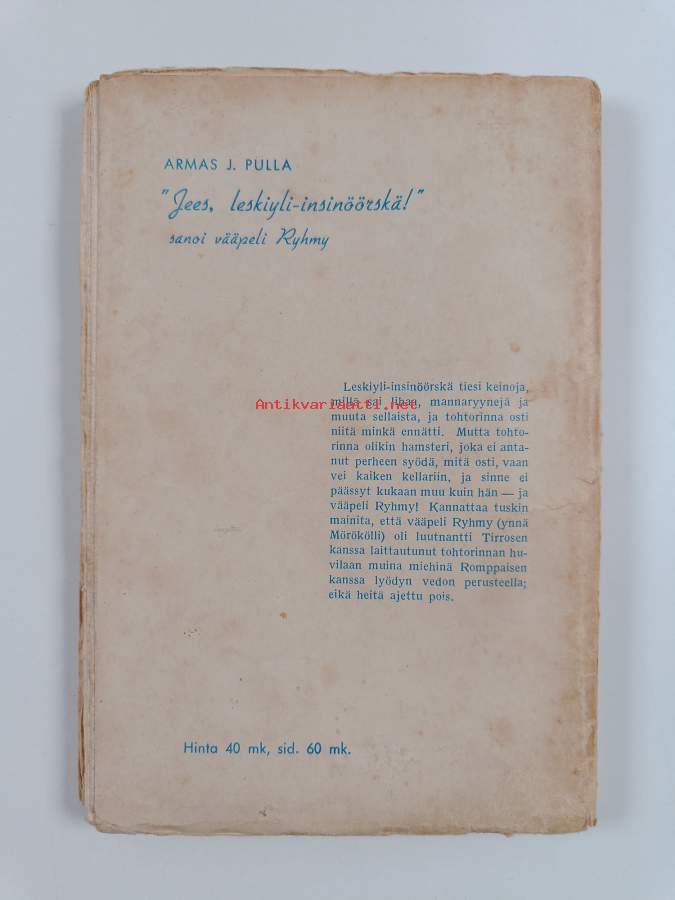 ARMAS J. PULLA
"Jees, leskiyli-insinöörskä!"
sanoi vääpeli Ryhmy
Leskiyli-insinöörskä tiesi keinoja,
millä sai lihaa, mannaryynejä ja
Antikvariaatti.net
muuta sellaista, ja tohtorinna osti
niitä minkä ennätti. Mutta tohto-
rinna olikin hamsteri, joka ei anta-
nut perheen syödä, mitä osti, vaan
vei kaiken kellariin, ja sinne ei
päässyt kukaan muu kuin hän — ja
vääpeli Ryhmy! Kannattaa tuskin
mainita, että vääpeli Ryhmy (ynnä
Mörökölli) oli luutnantti Tirrosen
kanssa laittautunut tohtorinnan hu-
vilaan muina miehinä Romppaisen
kanssa lyödyn vedon perusteella;
eikä heitä ajettu pois.
Hinta 40 mk, sid. 60 mk.